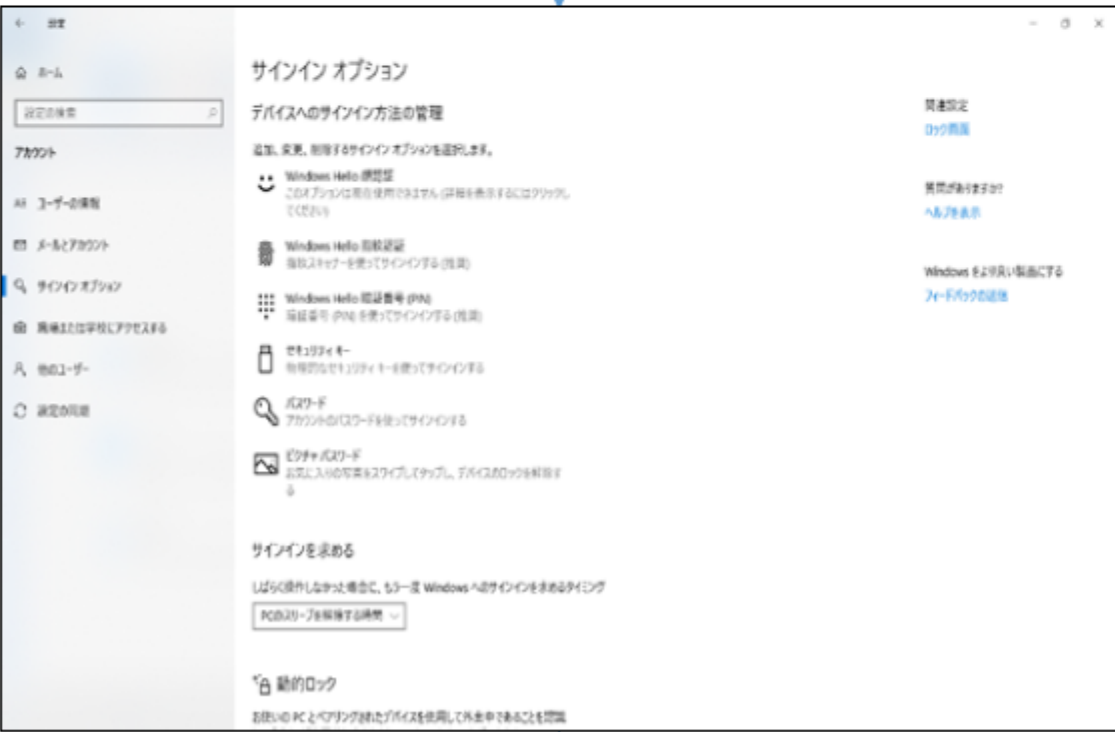 設定
ホーム
設定の検索
アカウント
ユーザーの情報
メールとアカウント
サインイン オプション
職場または学校にアクセスする
他のユーザー
設定の同期
サインイン オプション
デバイスへのサインイン方法の管理
追加、変更、削除するサインイン オプションを選択します。
Windows Hello 顔認証
このオプションは現在使用できません (詳細を表示するにはクリックし
てください)
Windows Hello 指紋認証
指紋スキャナーを使ってサインインする (推奨)
Windows Hello 暗証番号 (PIN)
暗証番号 (PIN) を使ってサインインする (推奨)
セキュリティ キー
物理的なセキュリティ キーを使ってサインインする
パスワード
アカウントのパスワードを使ってサインインする
ピクチャ パスワード
お気に入りの写真をスワイプしてタップし、デバイスのロックを解除す
る
サインインを求める
しばらく操作しなかった場合に、もう一度 Windows へのサインインを求めるタイミング
PCのスリープを解除する時間
動的ロック
お使いの PC とペアリングされたデバイスを使用して外出中であることを認識
関連設定
ロック画面
質問がありますか?
ヘルプを表示
Windows をより良い製品にする
フィードバックの送信